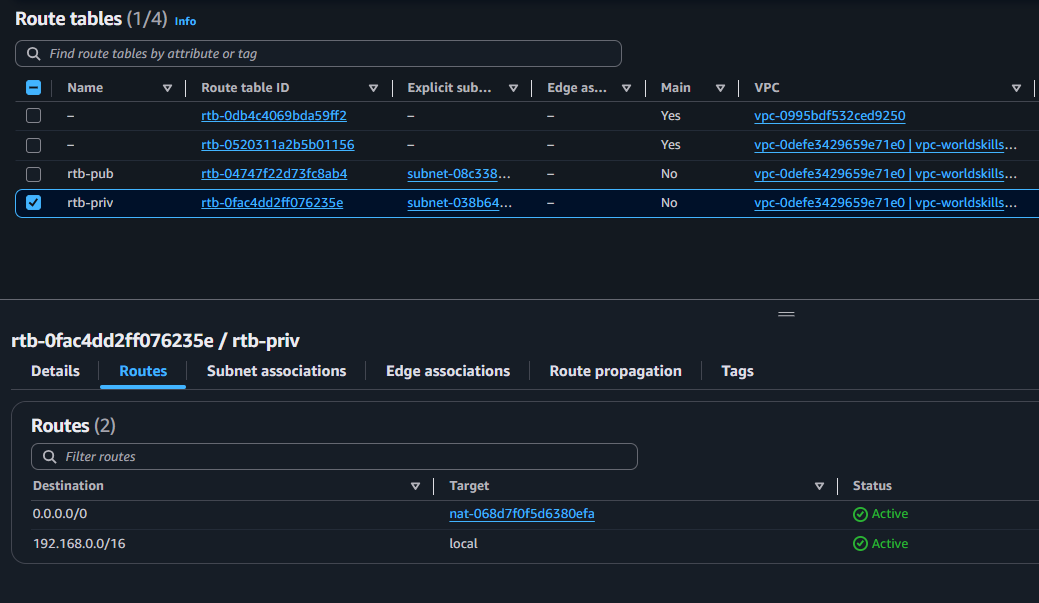 Route tables (1/4) Info
Find route tables by attribute or tag
Name Route table ID Explicit sub... Edge as... Main VPC
– rtb-0db4c4069bda59ff2 – – Yes vpc-0995bdf532ced9250
– rtb-0520311a2b5b01156 – – Yes vpc-0defe3429659e71e0 | vpc-worldskills...
rtb-pub rtb-04747f22d73fc8ab4 subnet-08c338... – No vpc-0defe3429659e71e0 | vpc-worldskills...
rtb-priv rtb-0fac4dd2ff076235e subnet-038b64... – No vpc-0defe3429659e71e0 | vpc-worldskills...
rtb-0fac4dd2ff076235e / rtb-priv
Details Routes Subnet associations Edge associations Route propagation Tags
Routes (2)
Filter routes
Destination Target Status
0.0.0.0/0 nat-068d7f0f5d6380efa Active
192.168.0.0/16 local Active